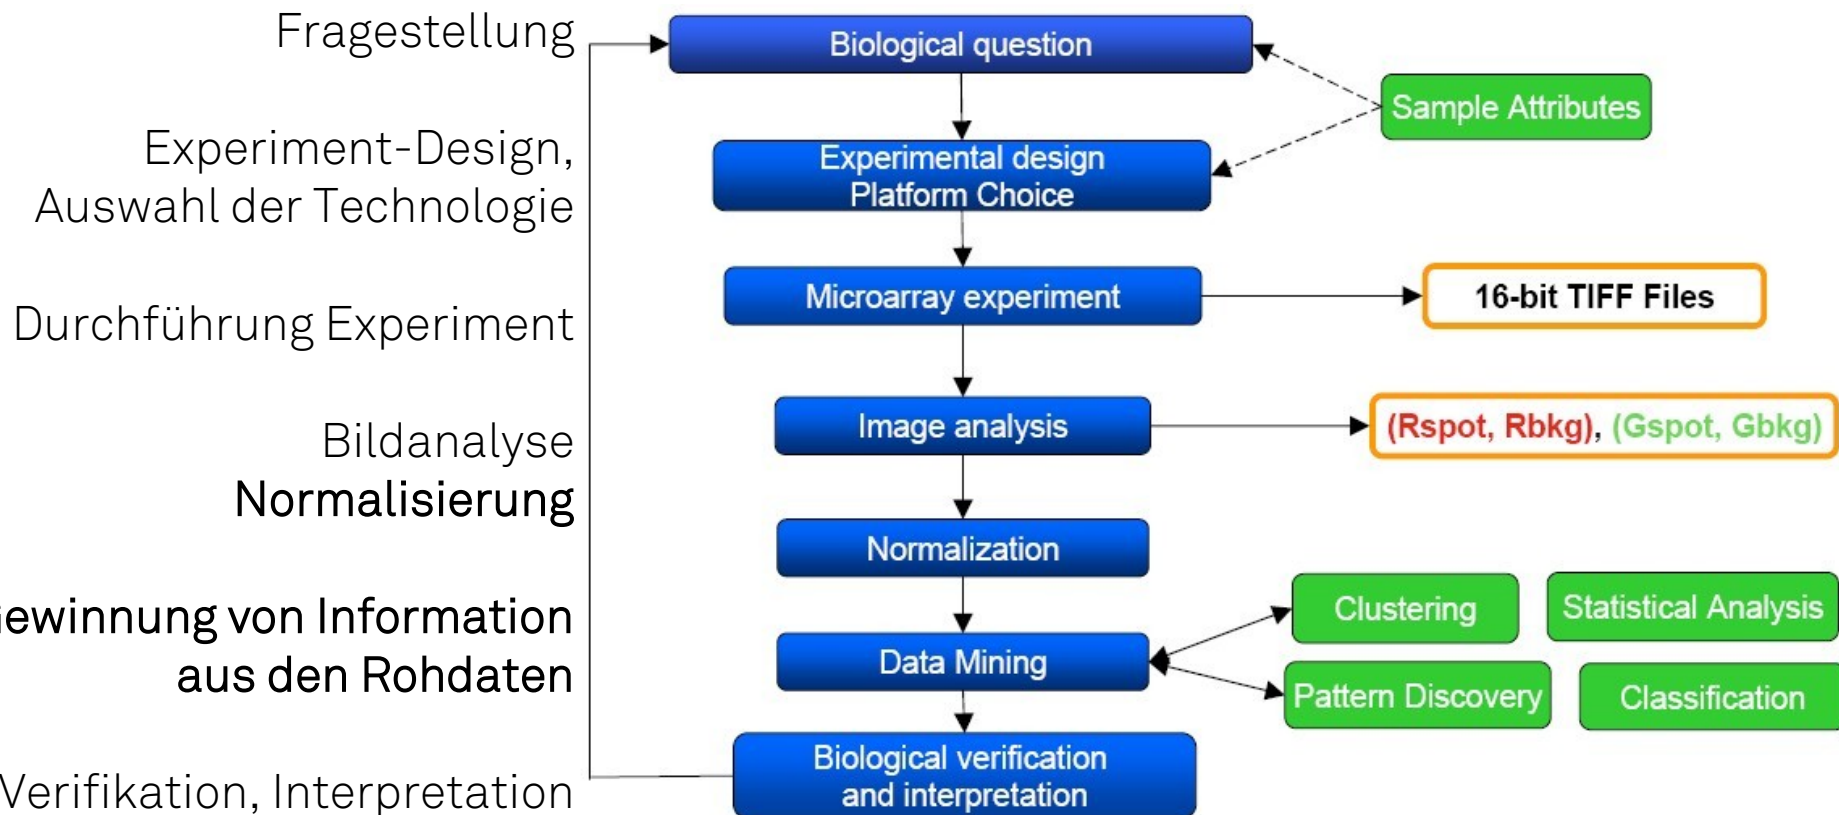 Fragestellung
Biological question
Sample Attributes
Experiment-Design,
Auswahl der Technologie
Experimental design
Platform Choice
Durchführung Experiment
Microarray experiment
16-bit TIFF Files
Bildanalyse
Normalisierung
Image analysis
(Rspot, Rbkg), (Gspot, Gbkg)
Normalization
ewinnung von Information
aus den Rohdaten
Data Mining
Clustering
Statistical Analysis
Pattern Discovery
Classification
Verifikation, Interpretation
Biological verification
and interpretation